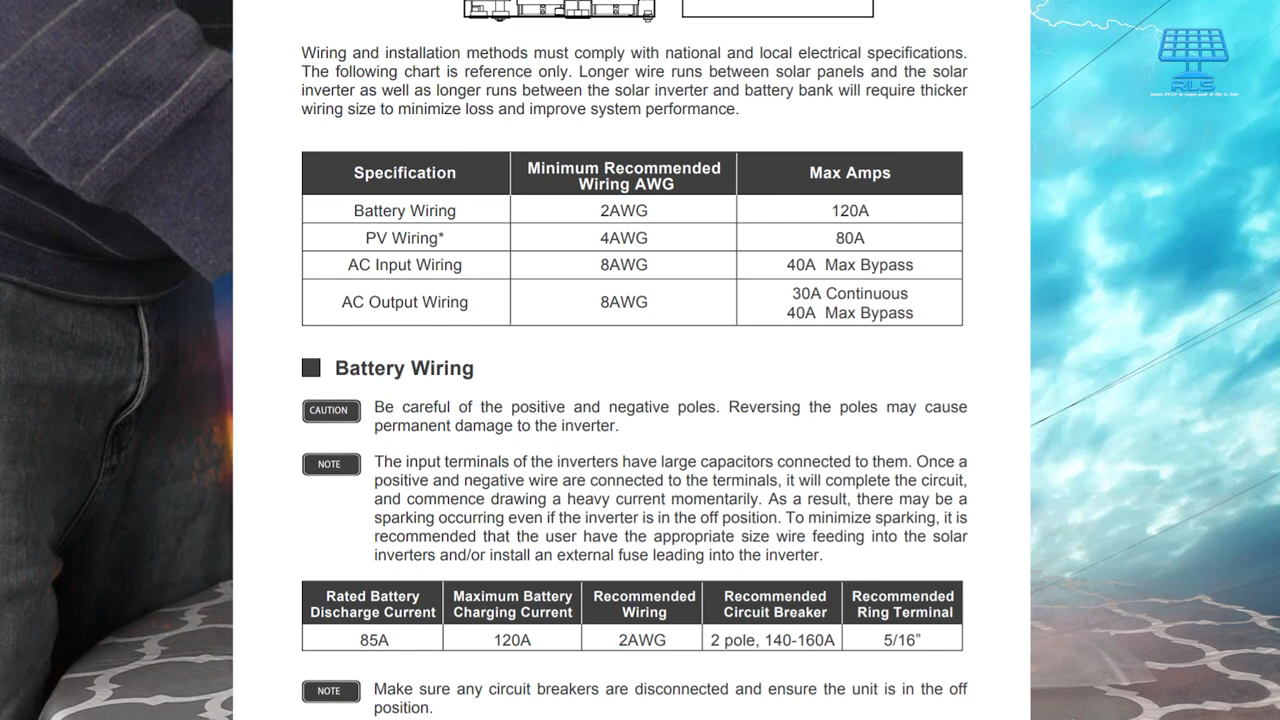 RLS
Wiring and installation methods must comply with national and local electrical specifications.
The following chart is reference only. Longer wire runs between solar panels and the solar
inverter as well as longer runs between the solar inverter and battery bank will require thicker
wiring size to minimize loss and improve system performance.
Specification
Minimum Recommended
Wiring AWG
Max Amps
Battery Wiring
2AWG
120A
PV Wiring*
4AWG
80A
AC Input Wiring
8AWG
40A Max Bypass
AC Output Wiring
8AWG
30A Continuous
40A Max Bypass
Battery Wiring
CAUTION
Be careful of the positive and negative poles. Reversing the poles may cause
permanent damage to the inverter.
NOTE
The input terminals of the inverters have large capacitors connected to them. Once a
positive and negative wire are connected to the terminals, it will complete the circuit,
and commence drawing a heavy current momentarily. As a result, there may be a
sparking occurring even if the inverter is in the off position. To minimize sparking, it is
recommended that the user have the appropriate size wire feeding into the solar
inverters and/or install an external fuse leading into the inverter.
Rated Battery
Discharge Current
Maximum Battery
Charging Current
Recommended
Wiring
Recommended
Circuit Breaker
Recommended
Ring Terminal
85A
120A
2AWG
2 pole, 140-160A
5/16”
NOTE
Make sure any circuit breakers are disconnected and ensure the unit is in the off
position.